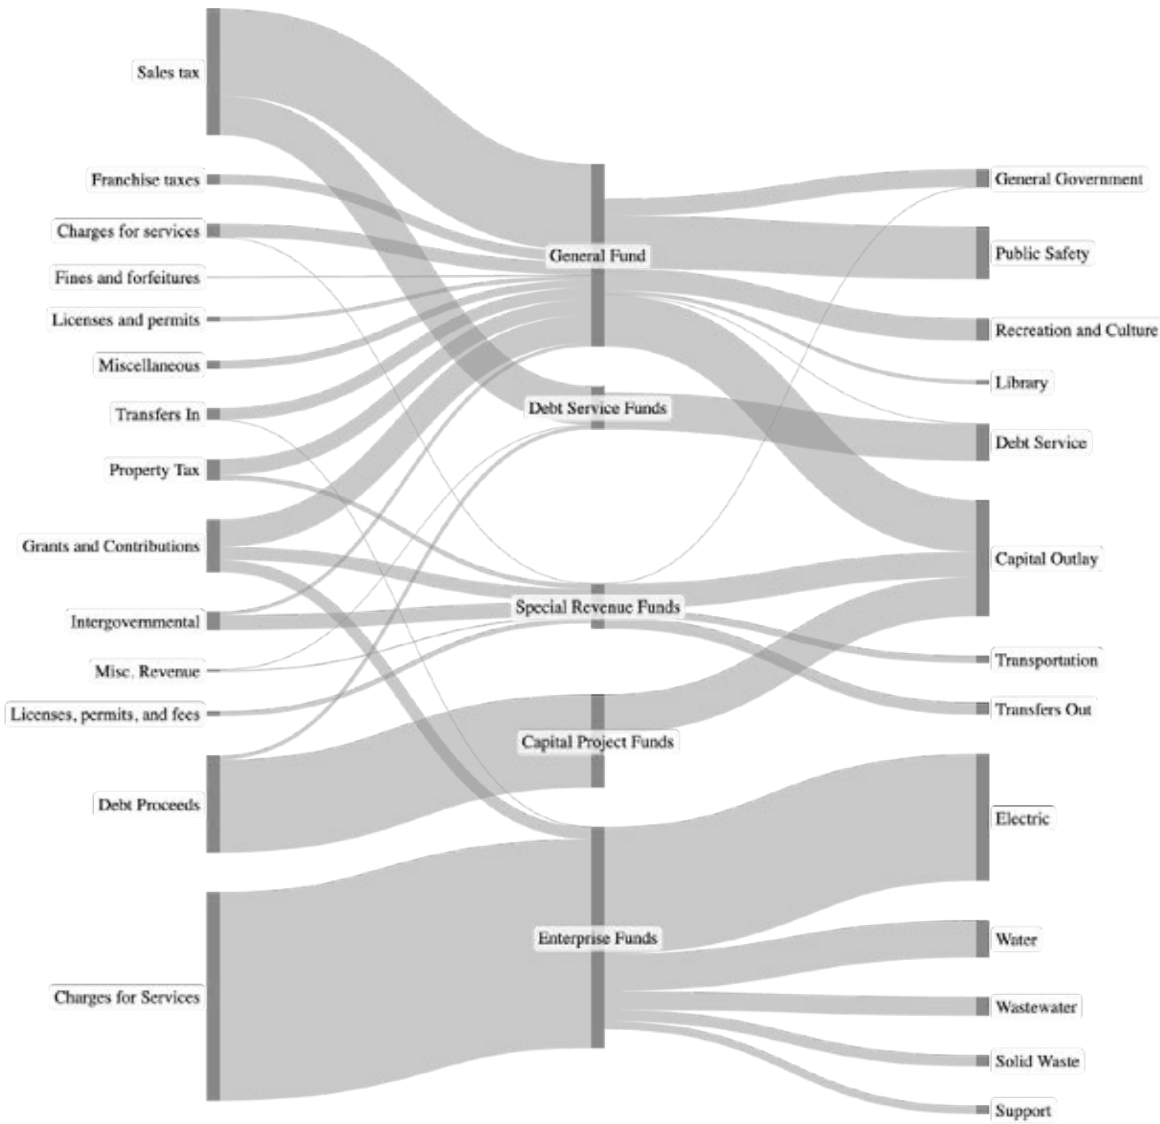 Sales tax
Franchise taxes
Charges for services
Fines and forfeitures
Licenses and permits
Miscellaneous
Transfers In
Property Tax
Grants and Contributions
Intergovernmental
Misc. Revenue
Licenses, permits, and fees
Debt Proceeds
Charges for Services
General Fund
Debt Service Funds
Special Revenue Funds
Capital Project Funds
Enterprise Funds
General Government
Public Safety
Recreation and Culture
Library
Debt Service
Capital Outlay
Transportation
Transfers Out
Electric
Water
Wastewater
Solid Waste
Support